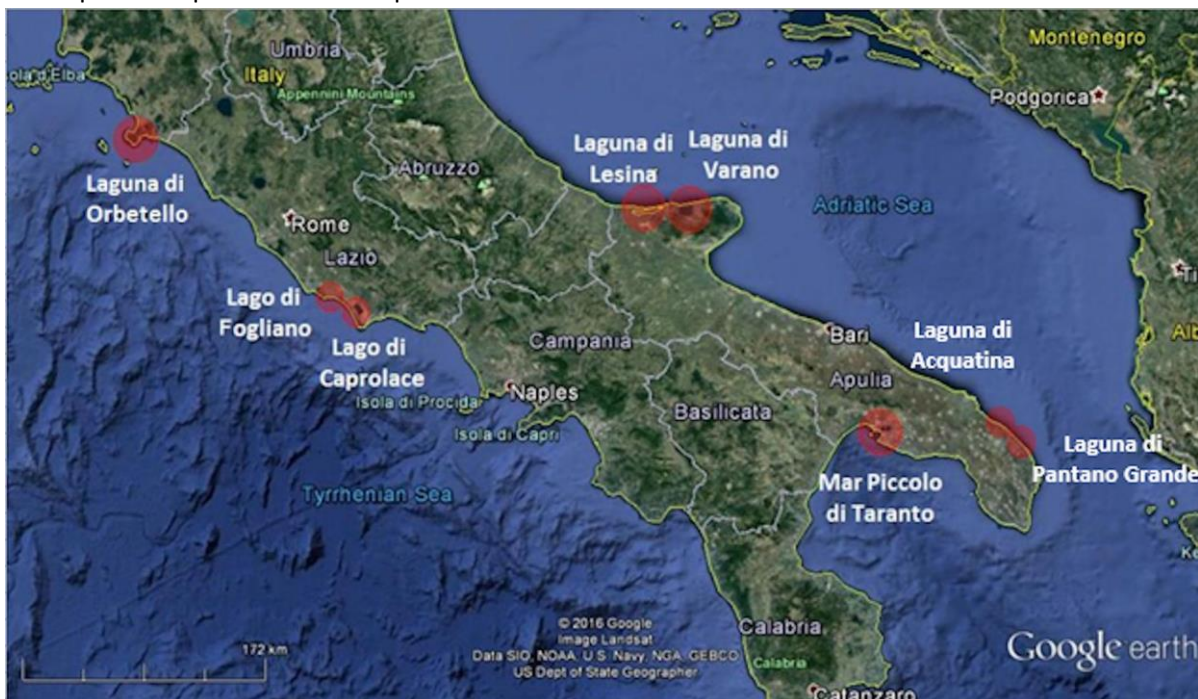 Umbria
Montenegro
Italy
Appennini Mountains
Podgorica
Laguna di
Lesina
Laguna di
Varano
Abruzzo
Laguna di
Orbetello
Adriatic Sea
Rome
Lazio
Lago di
Fogliano
Lago di
Caprolace
Campania
Bari
Laguna di
Acquatina
Apulia
Isola di Procida
Naples
Basilicata
Isola di Capri
Laguna di
Pantano Grande
Tyrrhenian Sea
Mar Piccolo
di Taranto
172 km
© 2016 Google
Image Landsat
Data SIO, NOAA, U.S. Navy, NGA, GEBCO
US Dept of State Geographer
Calabria
Calabria
Google earth
Catanzaro